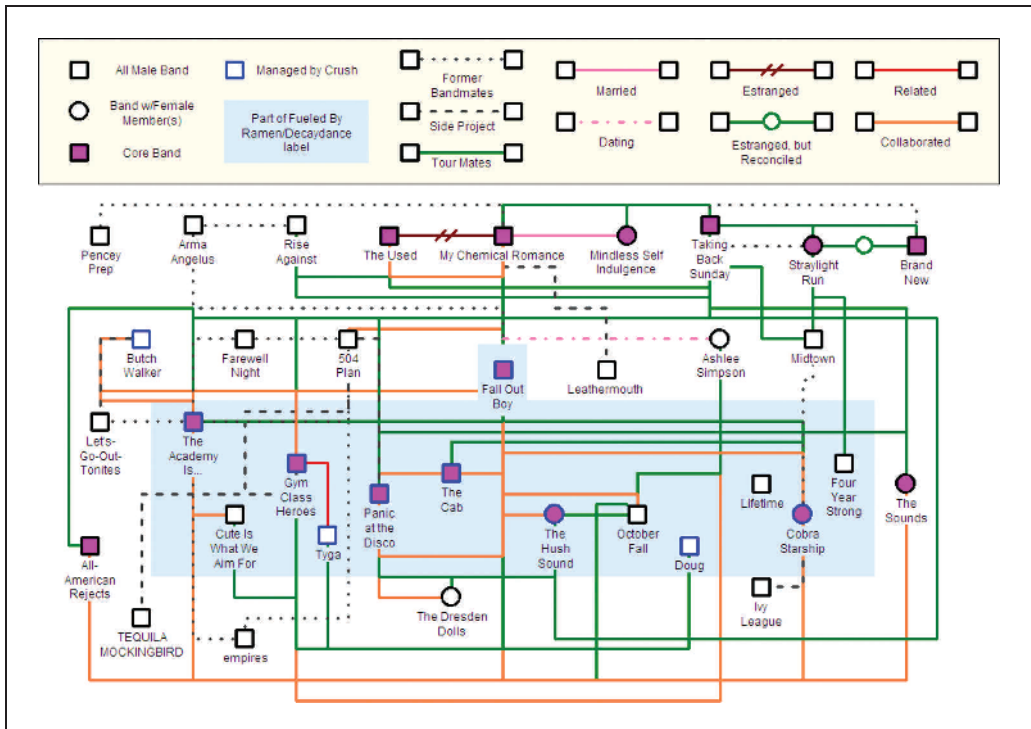 All Male Band
Managed by Crush
Former
Bandmates
Married
Estranged
Related
Band w/Female
Member(s)
Part of Fueled By
Ramen/Decaydance
label
Side Project
Dating
Estranged, but
Reconciled
Collaborated
Core Band
Tour Mates
Pencey
Prep
Arma
Angelus
Rise
Against
The Used
My Chemical Romance
Mindless Self
Indulgence
Taking
Back
Sunday
Straylight
Run
Brand
New
Butch
Walker
Farewell
Night
504
Plan
Fall Out
Boy
Leathermouth
Ashlee
Simpson
Midtown
Let's-
Go-Out-
Tonites
The
Academy
Is...
Gym
Class
Heroes
Panic
at the
Disco
The
Cab
Lifetime
Four
Year
Strong
The
Sounds
All-
American
Rejects
Cute Is
What We
Aim For
Tyga
The
Hush
Sound
October
Fall
Doug
Cobra
Starship
TEQUILA
MOCKINGBIRD
empires
The Dresden
Dolls
Ivy
League